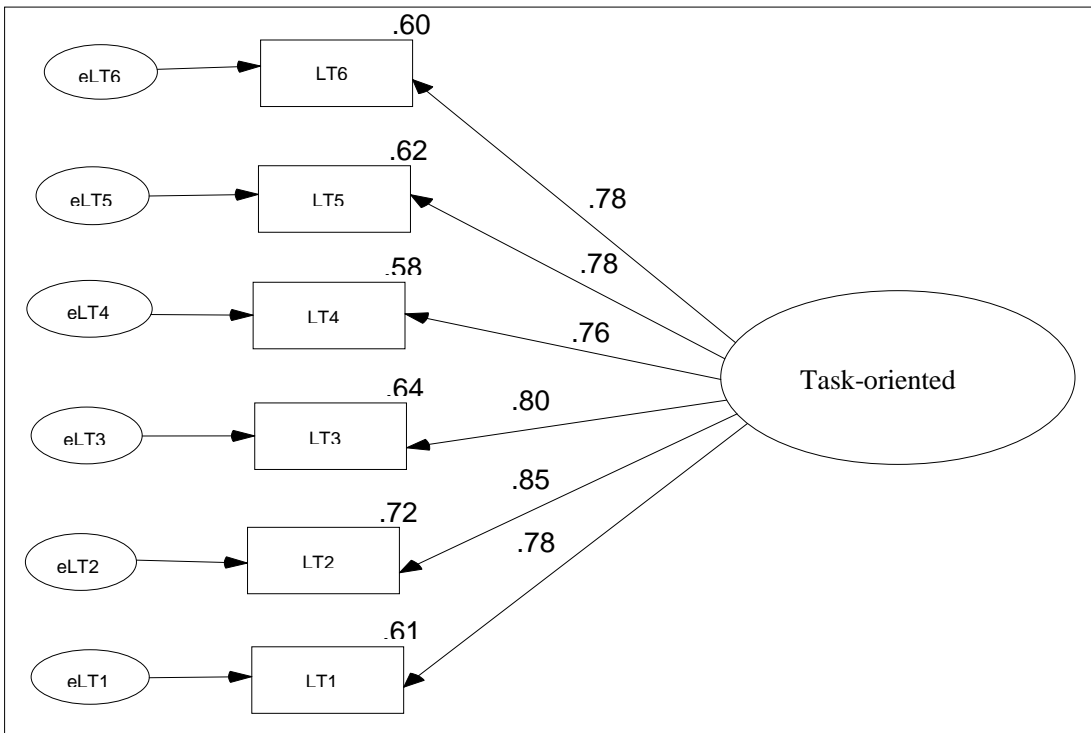 .60
eLT6
LT6
.62
.78
eLT5
LT5
.78
.58
eLT4
LT4
.76
Task-oriented
.64
.80
eLT3
LT3
.85
.72
.78
eLT2
LT2
.61
eLT1
LT1